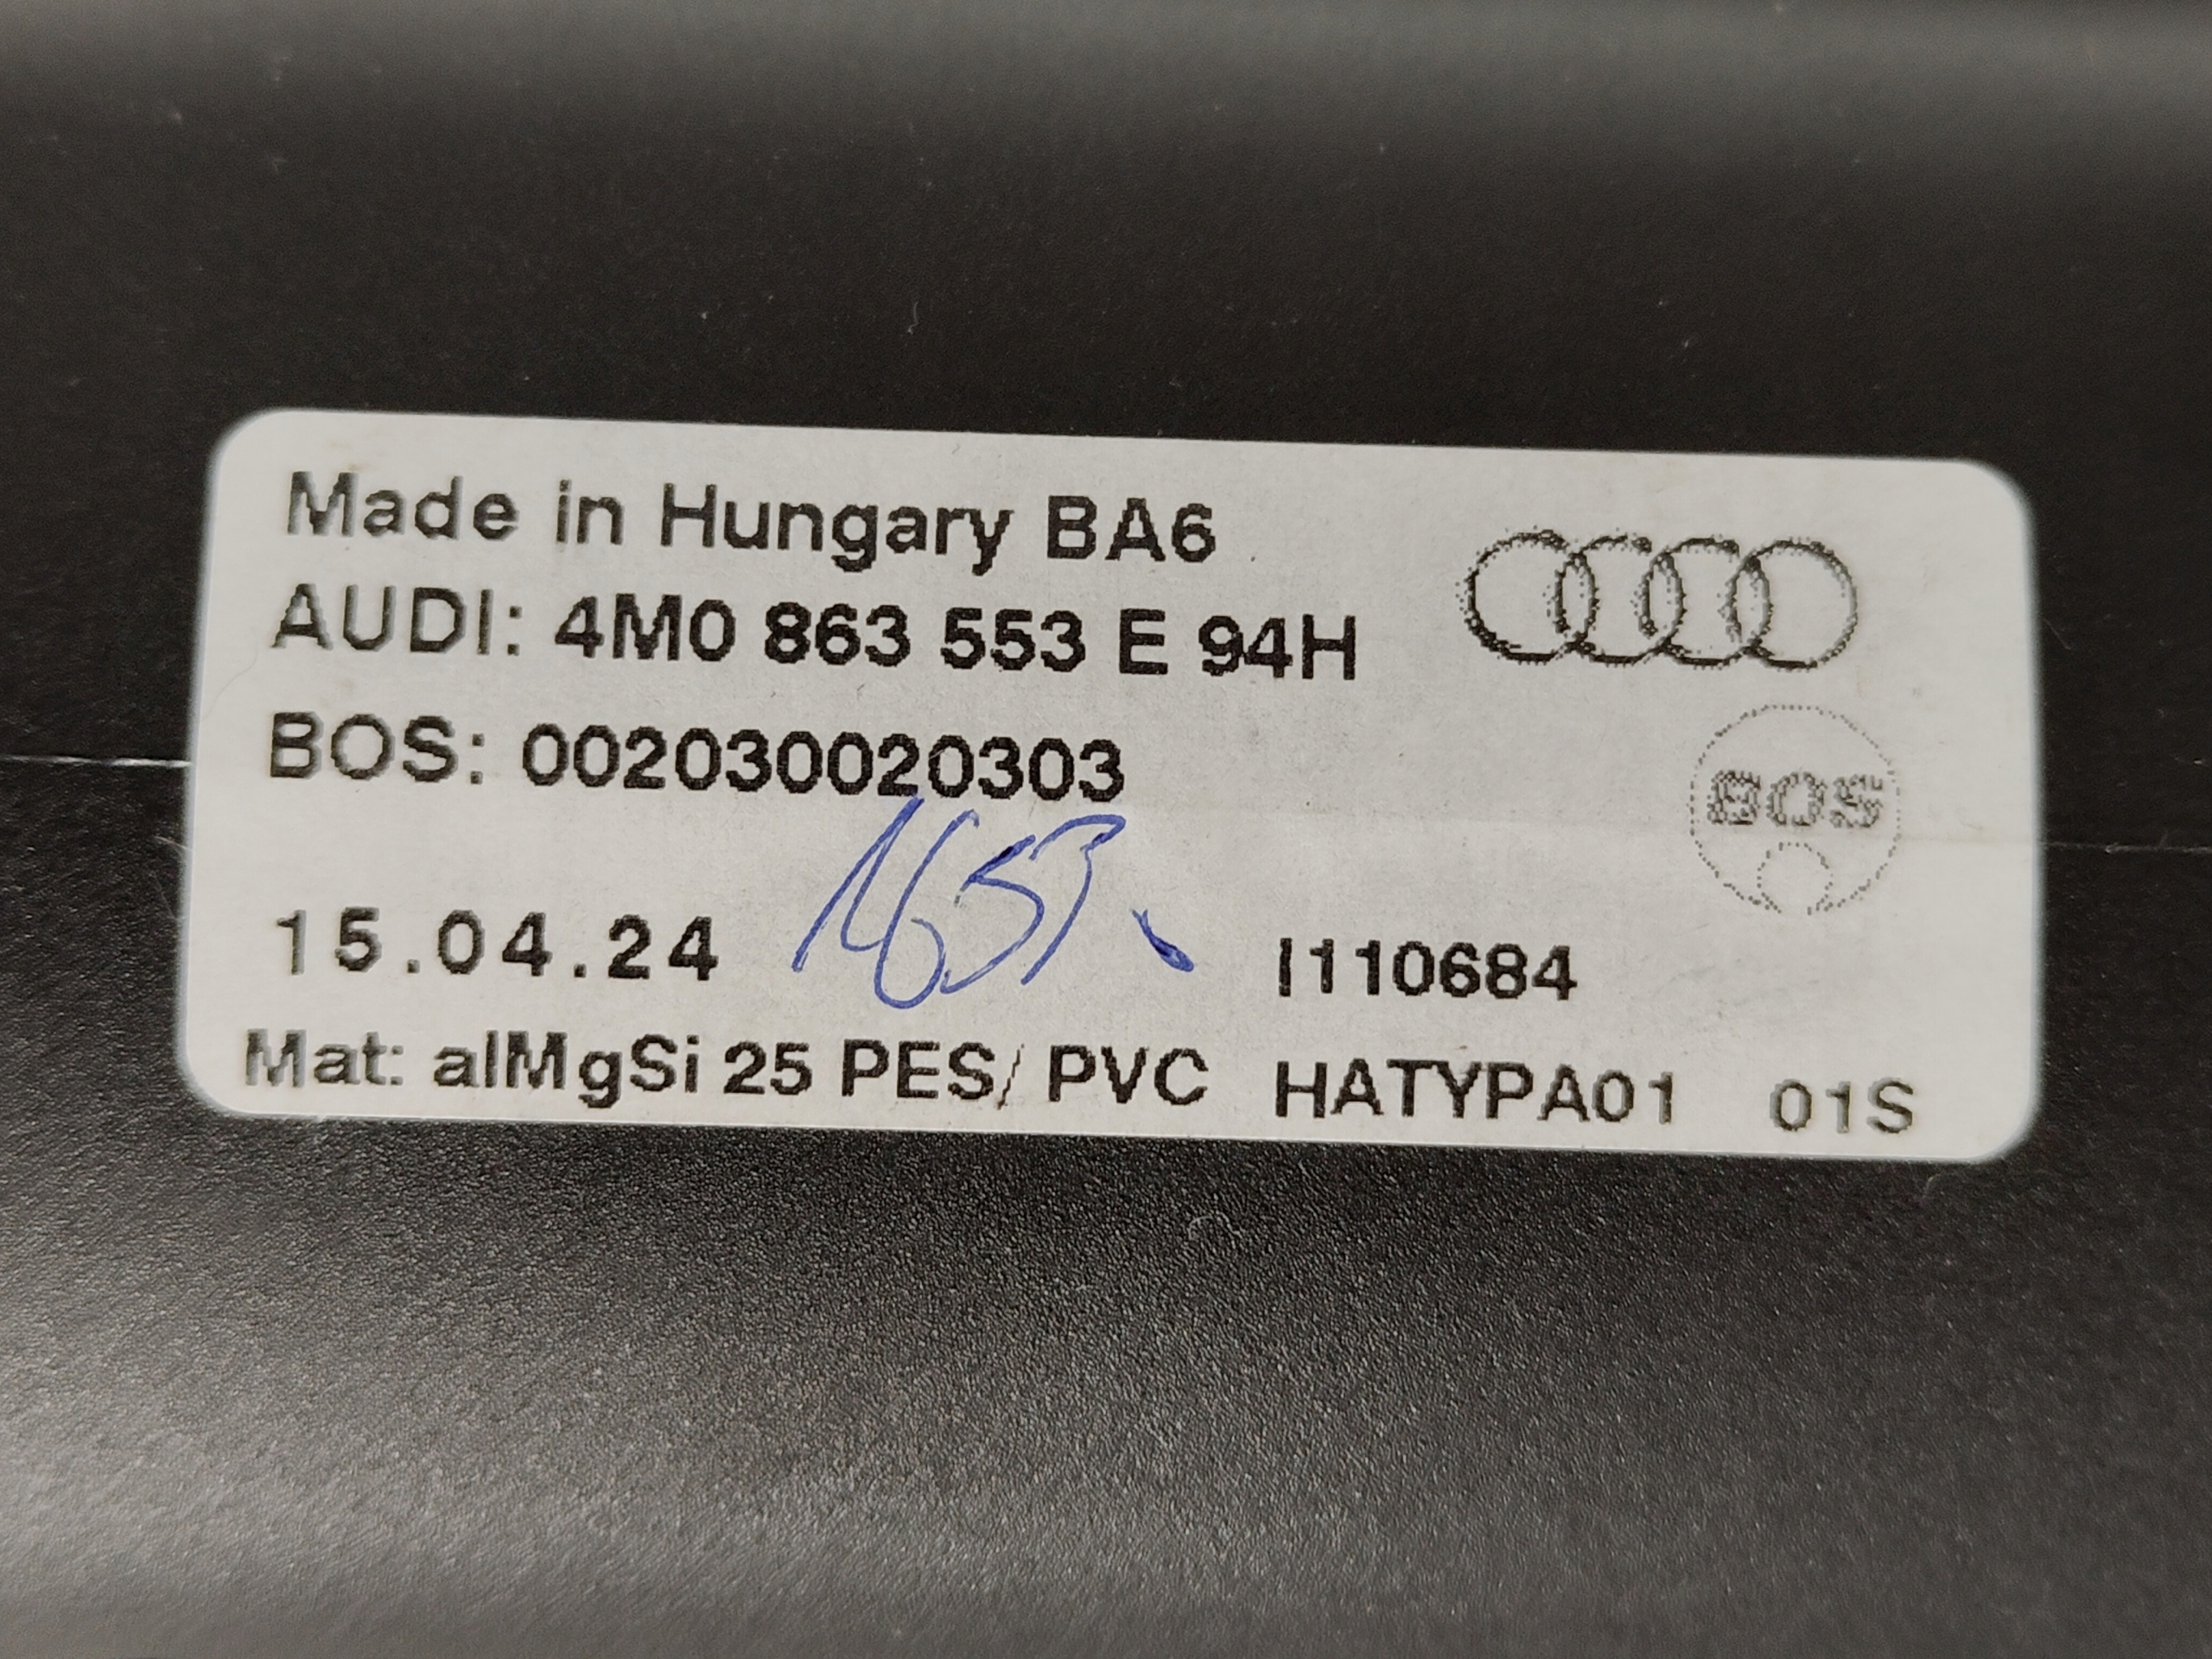 Made in Hungary BA6
AUDI: 4M0 863 553 E 94H
BOS: 002030020303
BOS
15.04.24 I110684
Mat: alMgSi 25 PES/ PVC HATYPA01 01S